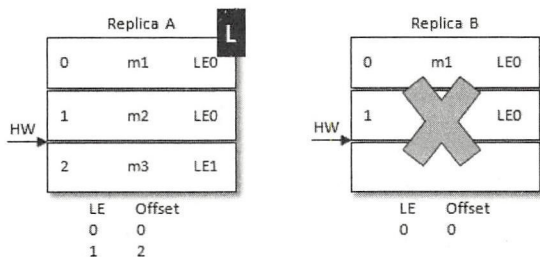 Replica A
L
0 m1 LE0
1 m2 LE0
HW
2 m3 LE1
LE Offset
0 0
1 2
Replica B
0 m1 LE0
1 LE0
HW
LE Offset
0 0